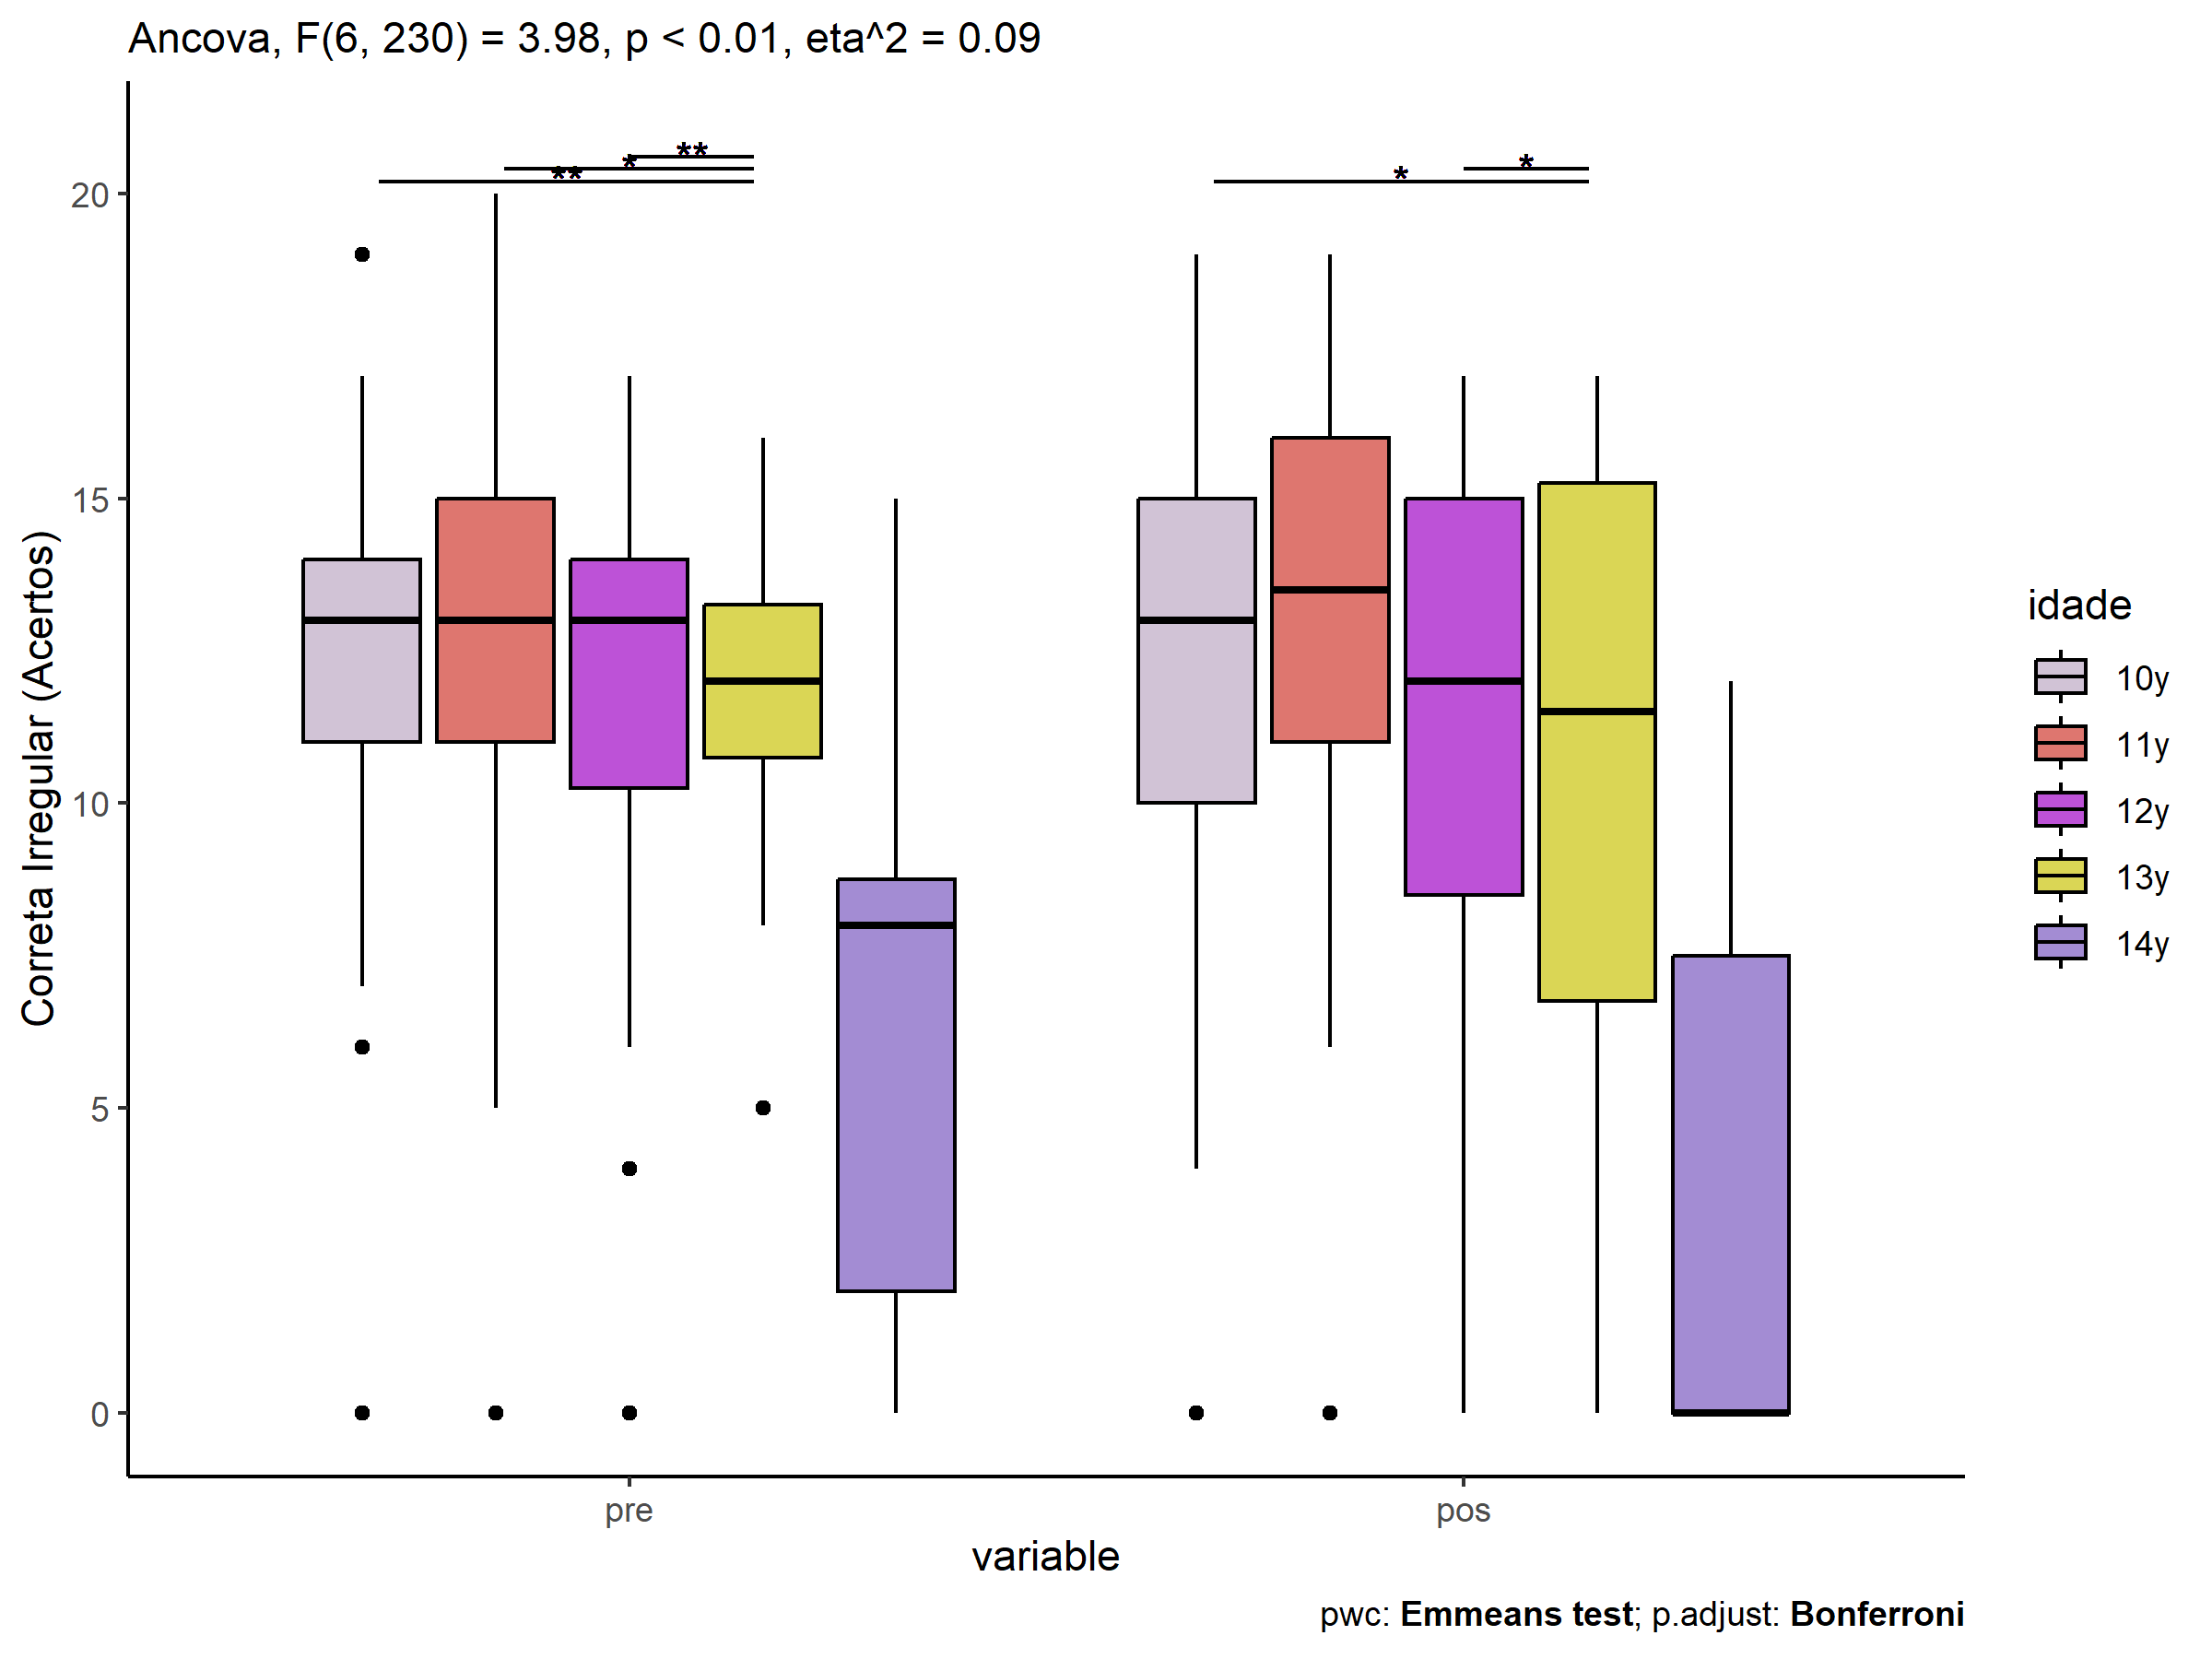 Ancova, F(6, 230) = 3.98, p < 0.01, eta^2 = 0.09
** * **
* *
20
15
10
5
0
Correta Irregular (Acertos)
pre pos
variable
idade
10y
11y
12y
13y
14y
pwc: Emmeans test; p.adjust: Bonferroni